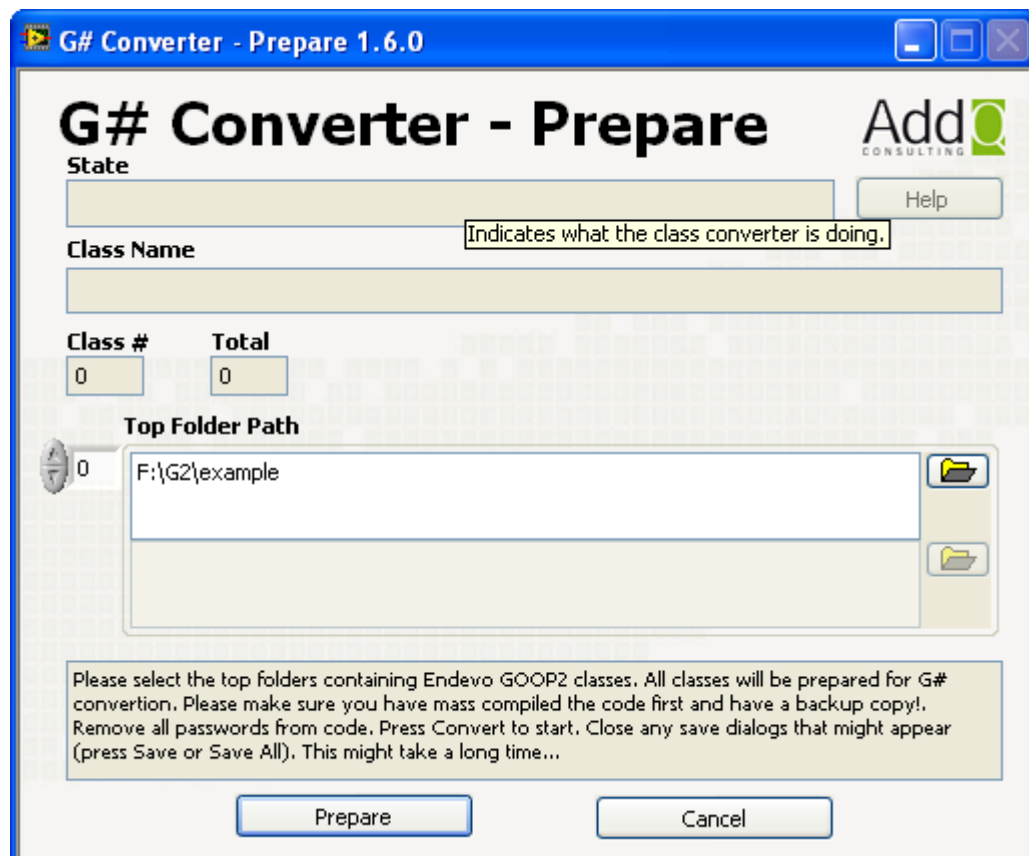 G# Converter - Prepare 1.6.0
G# Converter - Prepare
AddQ
CONSULTING
State
Help
Indicates what the class converter is doing.
Class Name
Class #
Total
0
0
Top Folder Path
0
F:\G2\example
Please select the top folders containing Endevo GOOP2 classes. All classes will be prepared for G#
convertion. Please make sure you have mass compiled the code first and have a backup copy!.
Remove all passwords from code. Press Convert to start. Close any save dialogs that might appear
(press Save or Save All). This might take a long time...
Prepare
Cancel